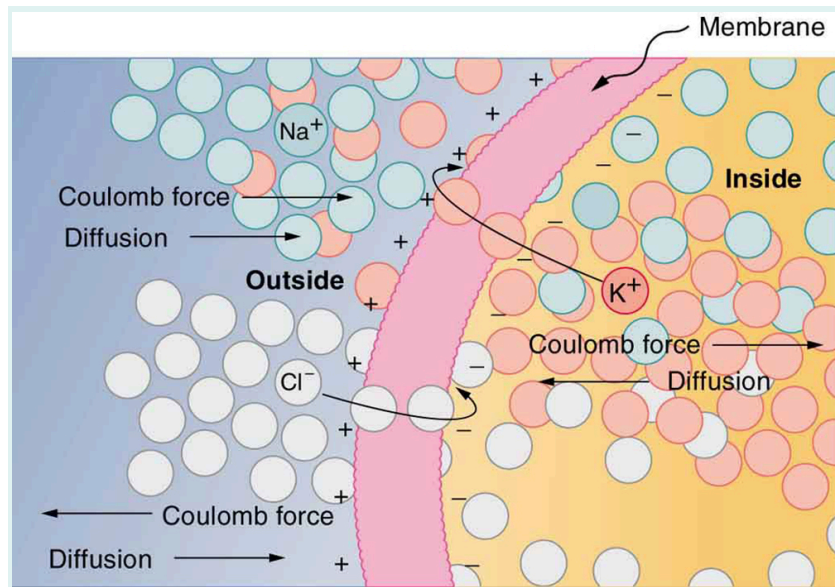 Membrane
Na⁺
Coulomb force
Inside
Diffusion
Outside
K⁺
Coulomb force
Cl⁻
Diffusion
Coulomb force
Diffusion